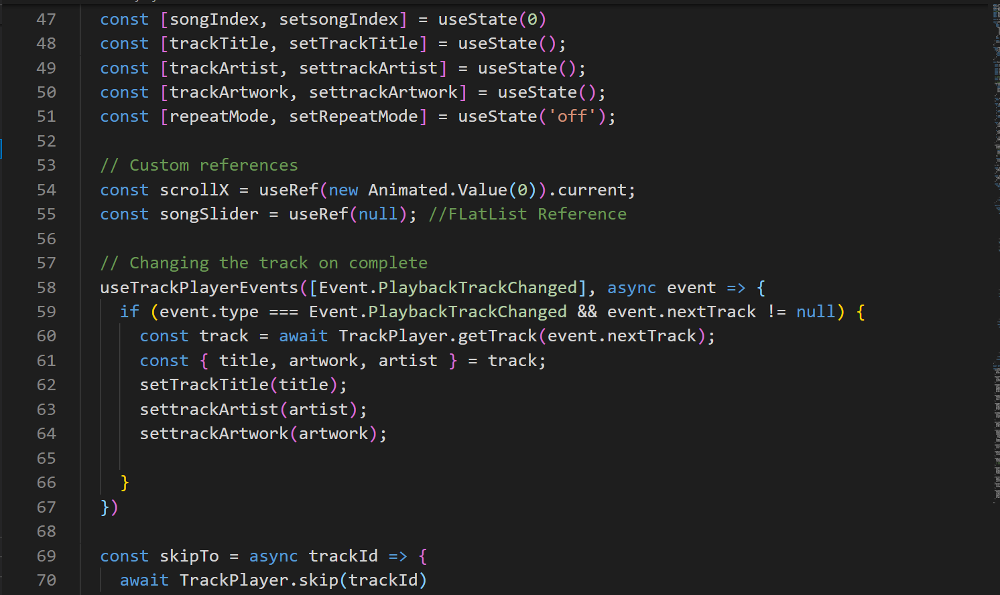 47 const [songIndex, setsongIndex] = useState(0)
48 const [trackTitle, setTrackTitle] = useState();
49 const [trackArtist, settrackArtist] = useState();
50 const [trackArtwork, settrackArtwork] = useState();
51 const [repeatMode, setRepeatMode] = useState('off');
52
53 // Custom references
54 const scrollX = useRef(new Animated.Value(0)).current;
55 const songSlider = useRef(null); //FLatList Reference
56
57 // Changing the track on complete
58 useTrackPlayerEvents([Event.PlaybackTrackChanged], async event => {
59 if (event.type === Event.PlaybackTrackChanged && event.nextTrack != null) {
60 const track = await TrackPlayer.getTrack(event.nextTrack);
61 const { title, artwork, artist } = track;
62 setTrackTitle(title);
63 settrackArtist(artist);
64 settrackArtwork(artwork);
65
66 }
67 })
68
69 const skipTo = async trackId => {
70 await TrackPlayer.skip(trackId)